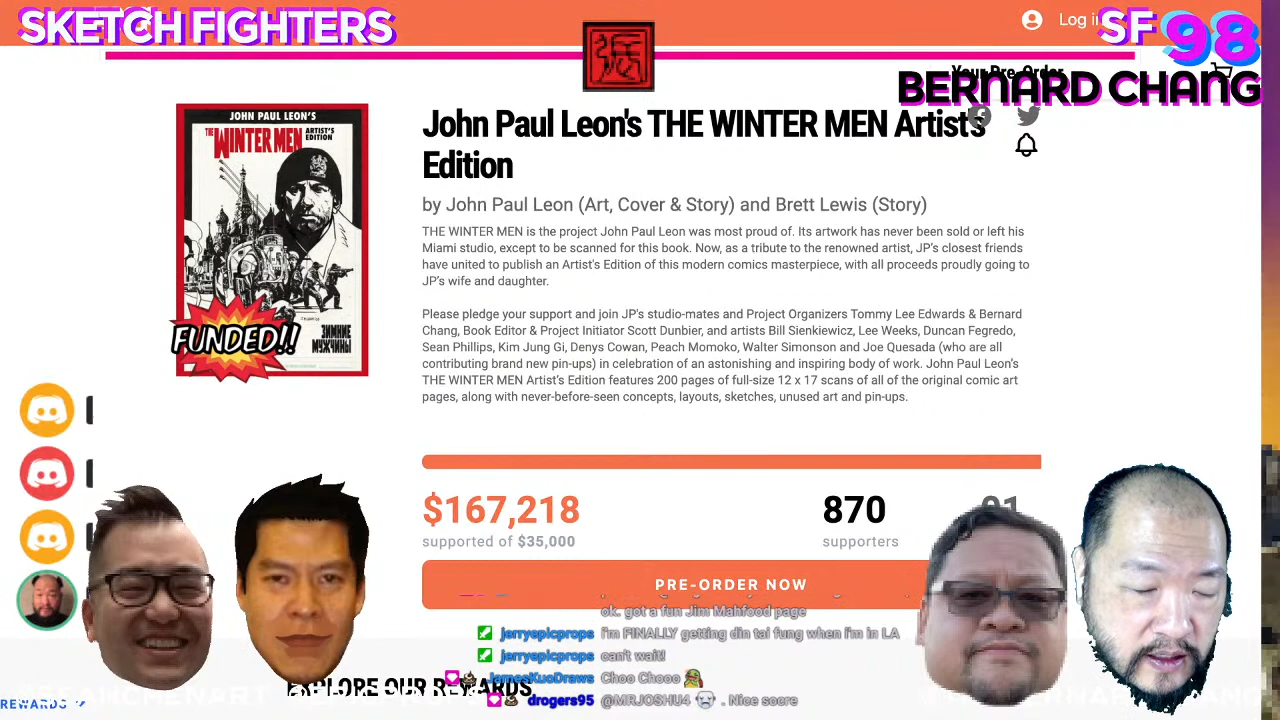 SKETCH FIGHTERS
SF 98
BERNARD CHANG
Your Pre-Order
JOHN PAUL LEON'S
THE WINTER MEN ARTIST'S EDITION
FUNDED!!
ЗИМНИЕ
МУЖЧИНЫ
John Paul Leon's THE WINTER MEN Artist's
Edition
by John Paul Leon (Art, Cover & Story) and Brett Lewis (Story)
THE WINTER MEN is the project John Paul Leon was most proud of. Its artwork has never been sold or left his
Miami studio, except to be scanned for this book. Now, as a tribute to the renowned artist, JP's closest friends
have united to publish an Artist's Edition of this modern comics masterpiece, with all proceeds proudly going to
JP's wife and daughter.
Please pledge your support and join JP's studio-mates and Project Organizers Tommy Lee Edwards & Bernard
Chang, Book Editor & Project Initiator Scott Dunbier, and artists Bill Sienkiewicz, Lee Weeks, Duncan Fegredo,
Sean Phillips, Kim Jung Gi, Denys Cowan, Peach Momoko, Walter Simonson and Joe Quesada (who are all
contributing brand new pin-ups) in celebration of an astonishing and inspiring body of work. John Paul Leon's
THE WINTER MEN Artist's Edition features 200 pages of full-size 12 x 17 scans of all of the original comic art
pages, along with never-before-seen concepts, layouts, sketches, unused art and pin-ups.
$167,218
supported of $35,000
870
supporters
PRE-ORDER NOW
ok. got a fun Jim Mahfood page
jerryepicprops i'm FINALLY getting din tai fung when i'm in LA
jerryepicprops can't wait!
JamesKuoDraws Choo Chooo
drogers95 @MRJOSHU4 . Nice socre
REWARDS